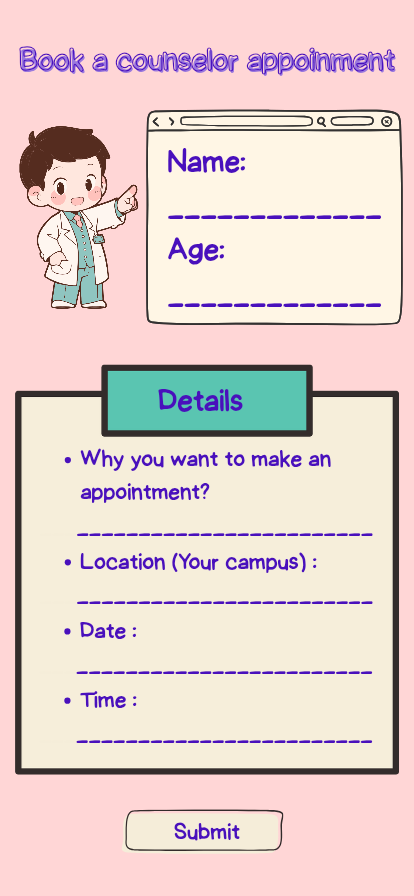 Book a counselor appoinment
Name:
Age:
Details
• Why you want to make an
appointment?
• Location (Your campus) :
• Date :
• Time :
Submit